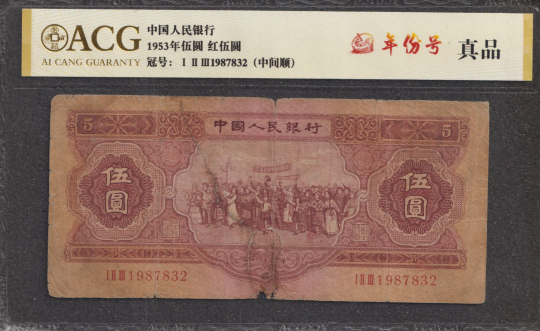 ACG
AI CANG GUARANTY
中国人民银行
1953年伍圆 红伍圆
冠号: I II III1987832 (中间顺)
年份号
真品
5
中國人民銀行
5
伍圓
伍圓
I II III 1987832
I II III 1987832